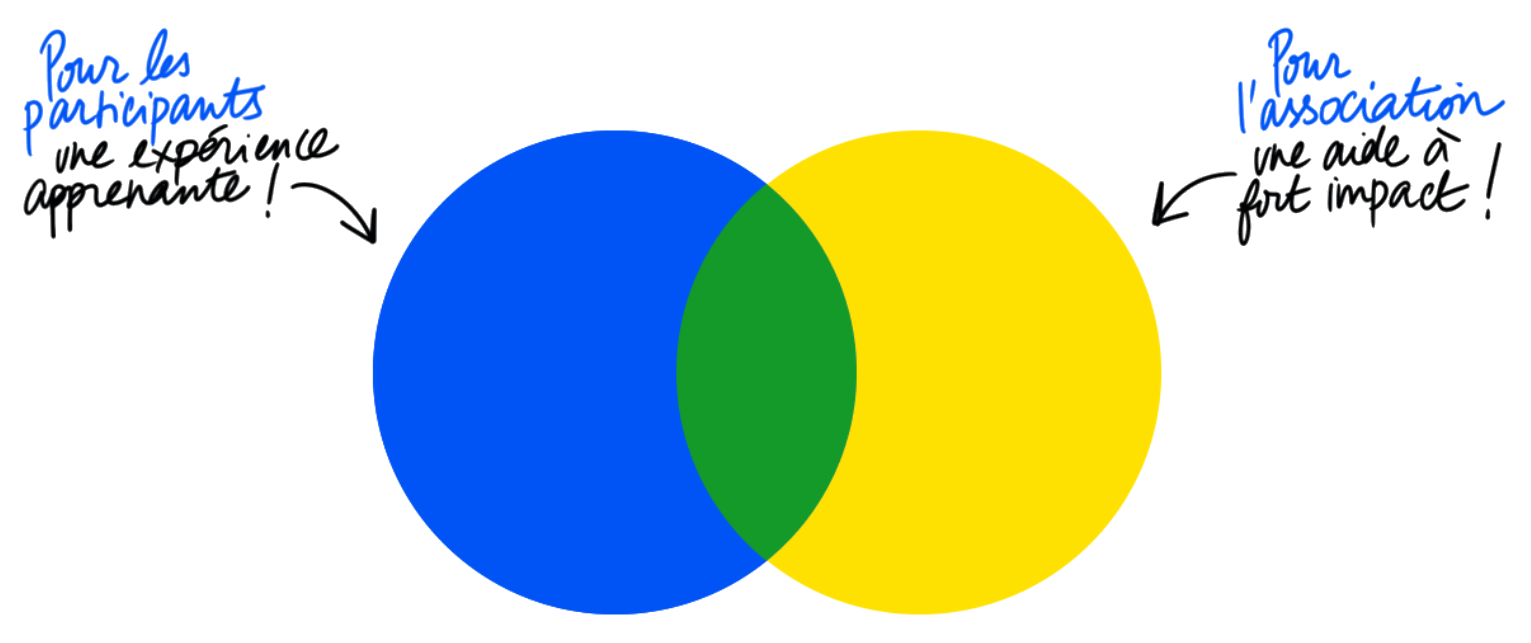 Pour les
participants
une expérience
apprenante !
Pour
l'association
une aide à
fort impact !